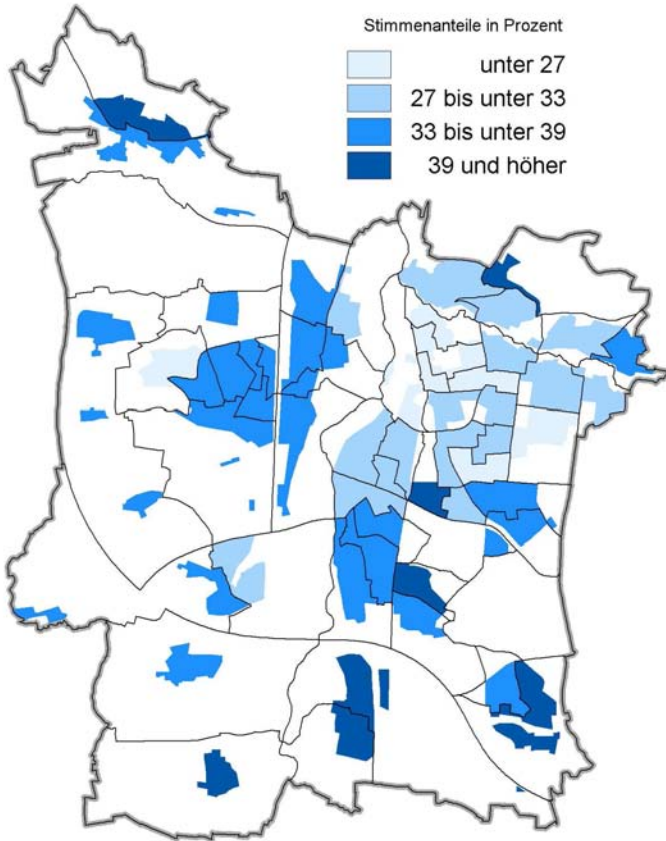 Stimmenanteile in Prozent
unter 27
27 bis unter 33
33 bis unter 39
39 und höher